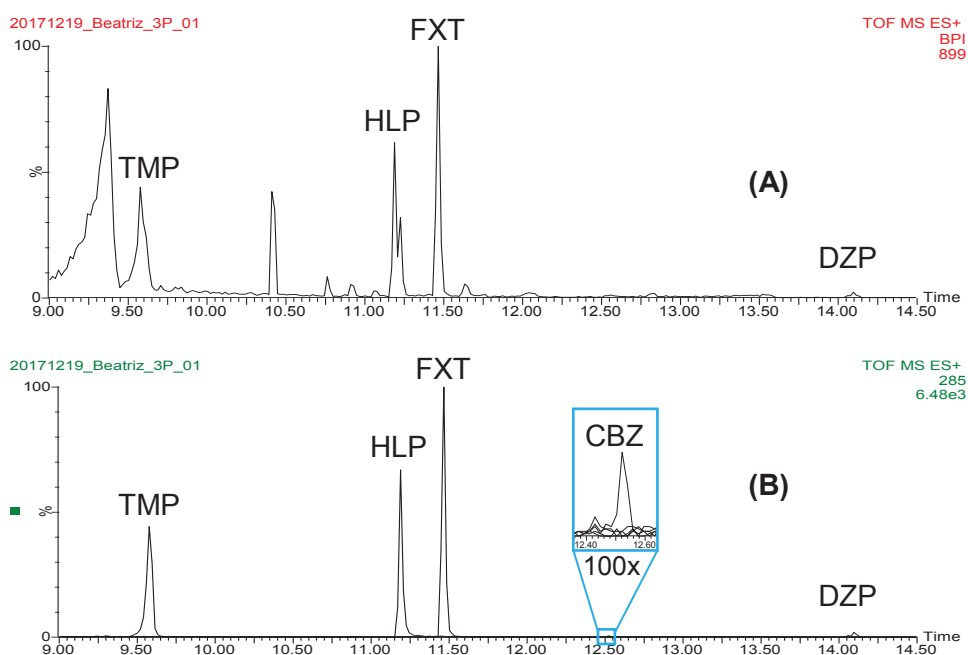 20171219_Beatriz_3P_01
TOF MS ES+
BPI
899
FXT
100
HLP
TMP
%
(A)
DZP
0
Time
9.00 9.50 10.00 10.50 11.00 11.50 12.00 12.50 13.00 13.50 14.00 14.50
20171219_Beatriz_3P_01
TOF MS ES+
285
6.48e3
FXT
100
CBZ
HLP
TMP
%
(B)
12.40 12.60
100x
DZP
0
Time
9.00 9.50 10.00 10.50 11.00 11.50 12.00 12.50 13.00 13.50 14.00 14.50